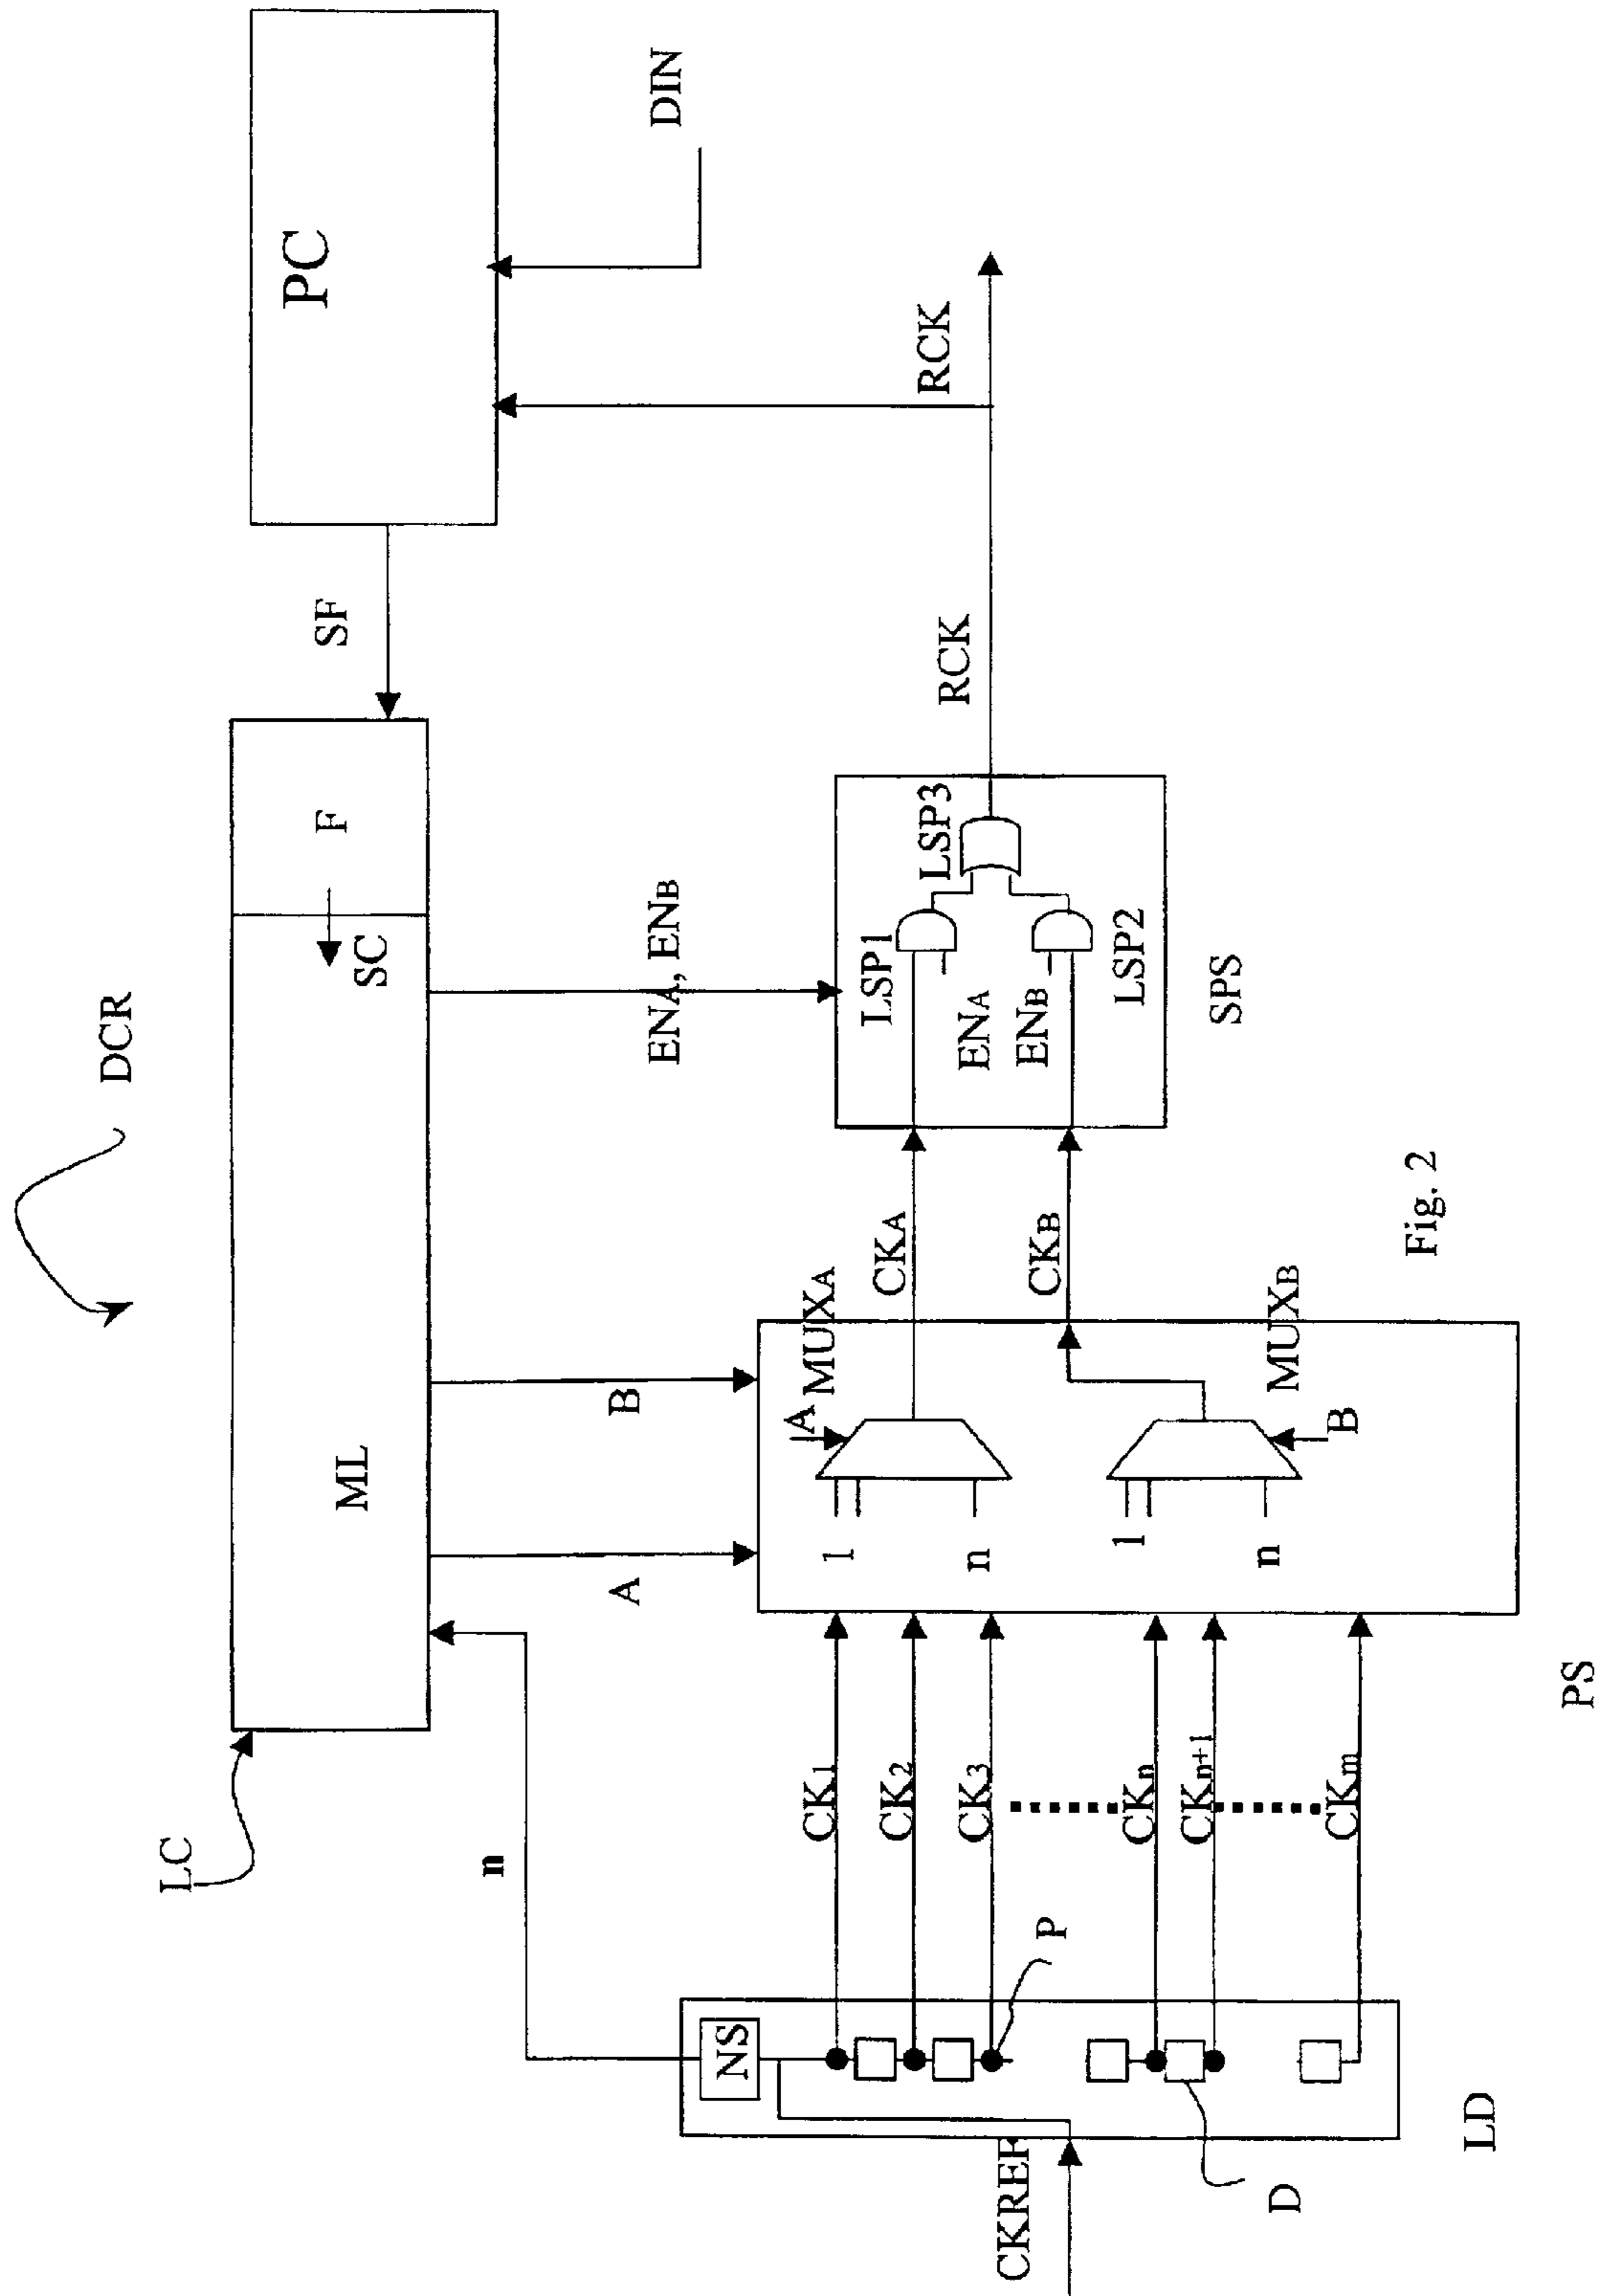 DCR
LC
ML
SC
F
SF
PC
DIN
n
A
B
ENA, ENB
RCK
RCK
NS
CKREF
P
D
LD
CK1
CK2
CK3
CKn
CKn+1
CKm
1
n
A
MUXA
1
n
B
MUXB
PS
CKA
CKB
LSP1
ENA
ENB
LSP2
LSP3
SPS
Fig. 2